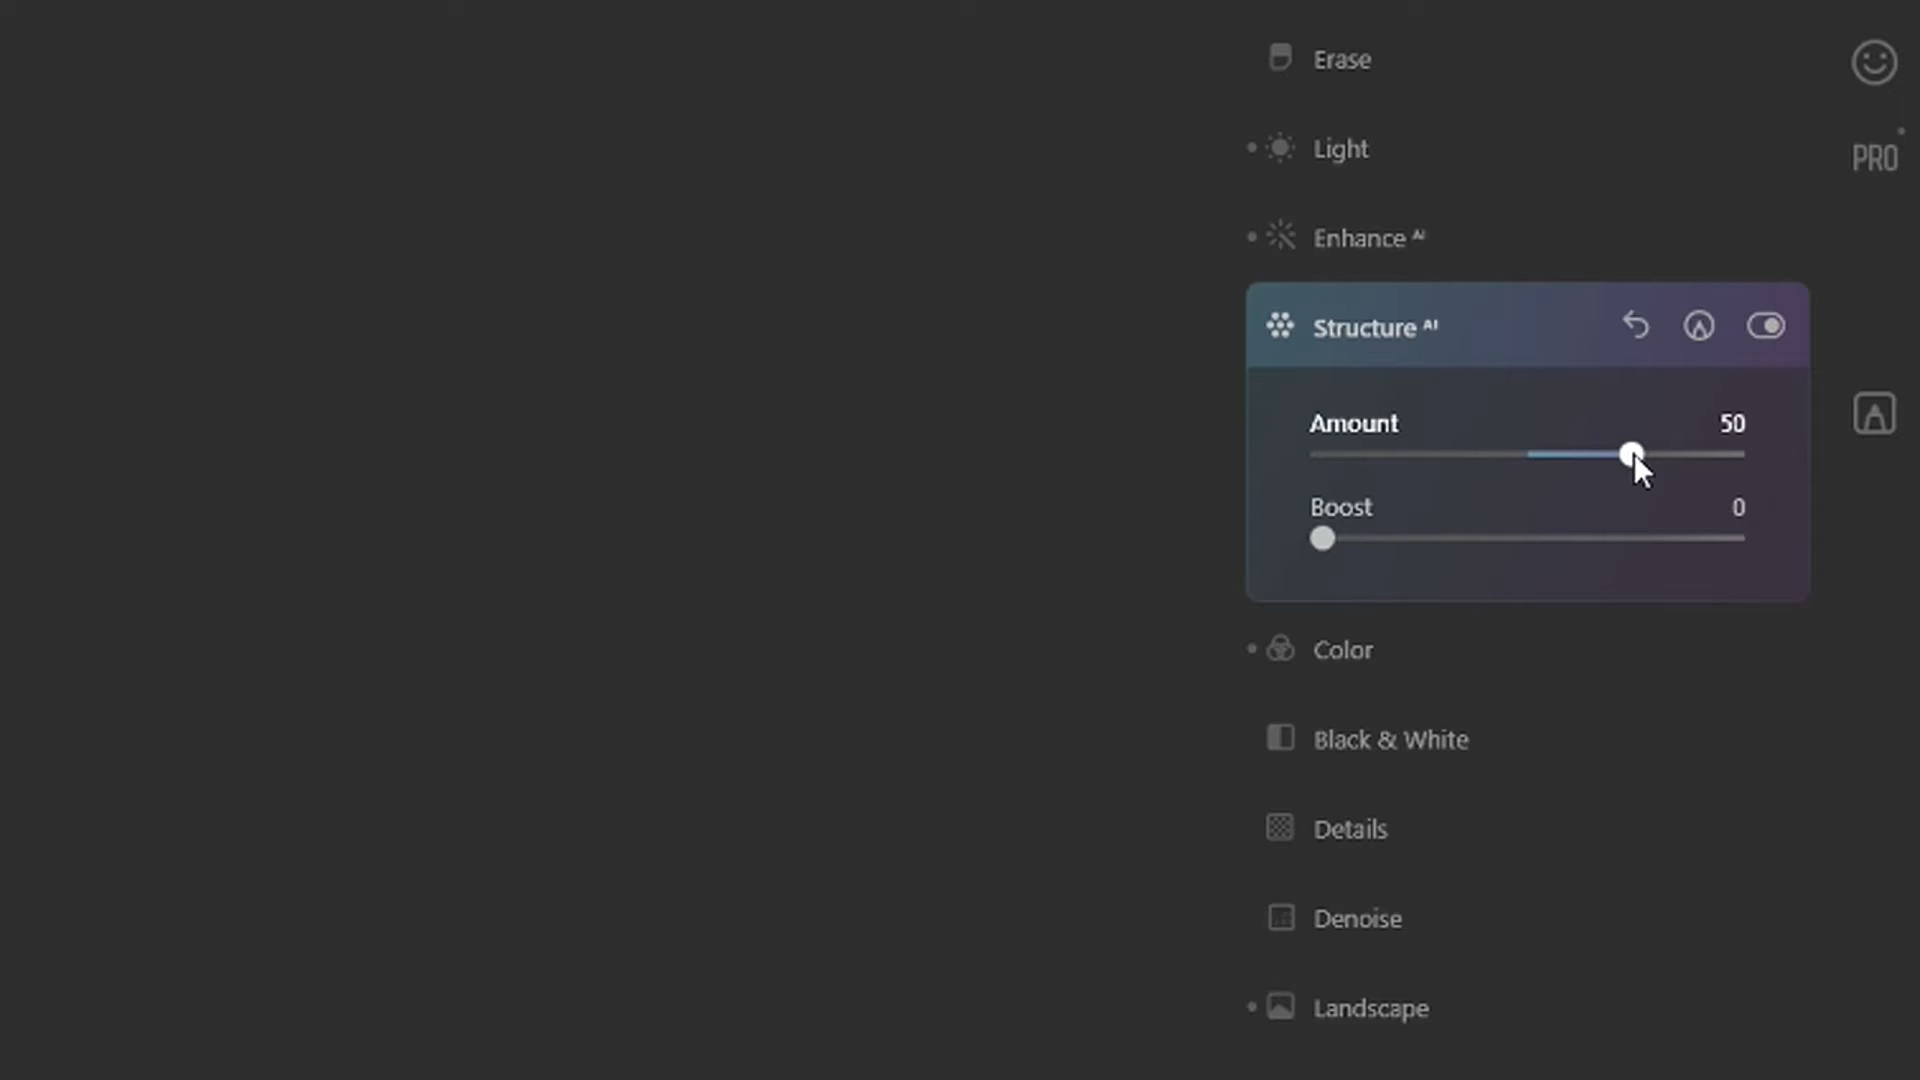 Erase
Light
PRO
Enhance AI
Structure AI
Amount 50
Boost 0
Color
Black & White
Details
Denoise
Landscape